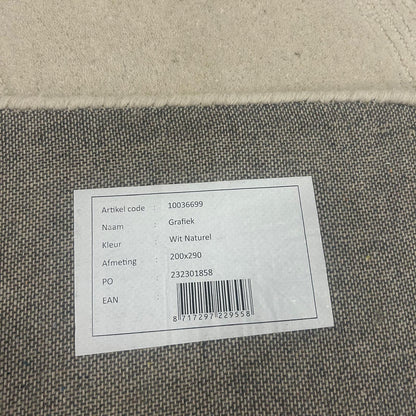 Artikel code : 10036699
Naam : Grafiek
Kleur : Wit Naturel
Afmeting : 200x290
PO : 232301858
EAN :
8 717297 229558